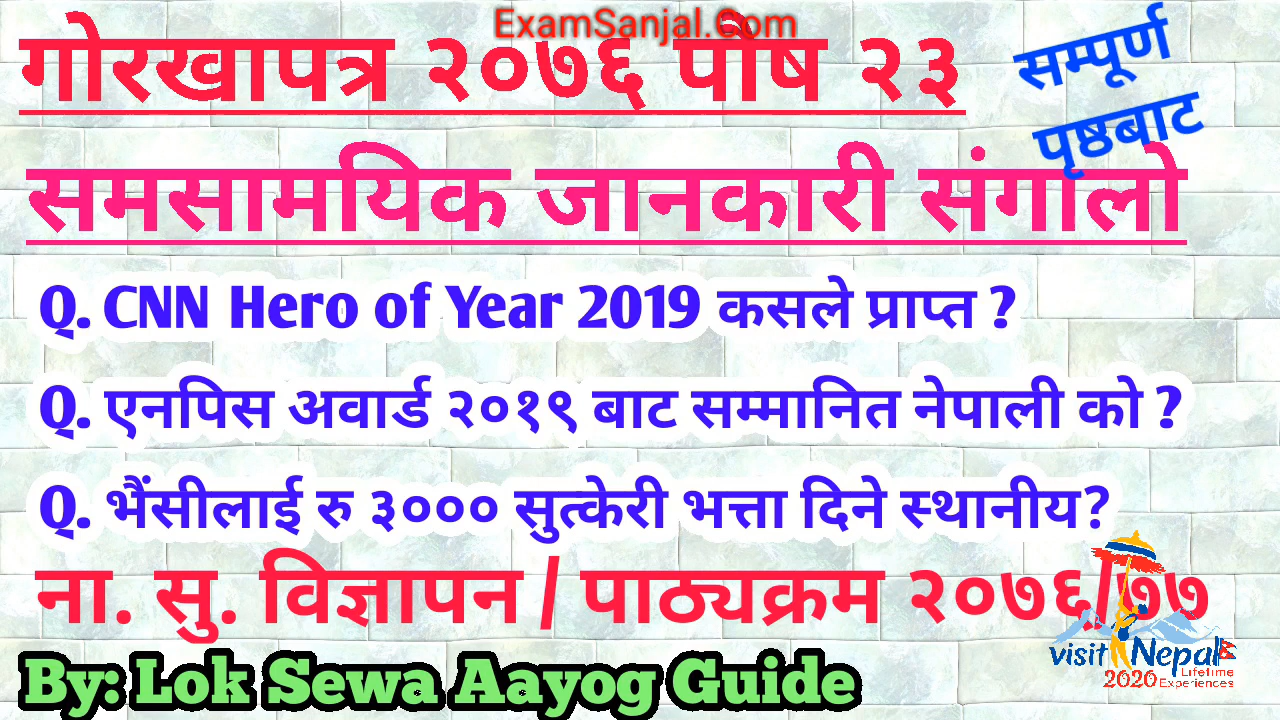 ExamSanjal.Com
गोरखापत्र २०७६ पौष २३
सम्पूर्ण
पृष्ठबाट
समसामयिक जानकारी संगालो
Q. CNN Hero of Year 2019 कसले प्राप्त ?
Q. एनपिस अवार्ड २०१९ बाट सम्मानित नेपाली को ?
Q. भैंसीलाई रु ३००० सुत्केरी भत्ता दिने स्थानीय?
ना. सु. विज्ञापन / पाठ्यक्रम २०७६/७७
By: Lok Sewa Aayog Guide
visit Nepal
2020 Lifetime Experiences